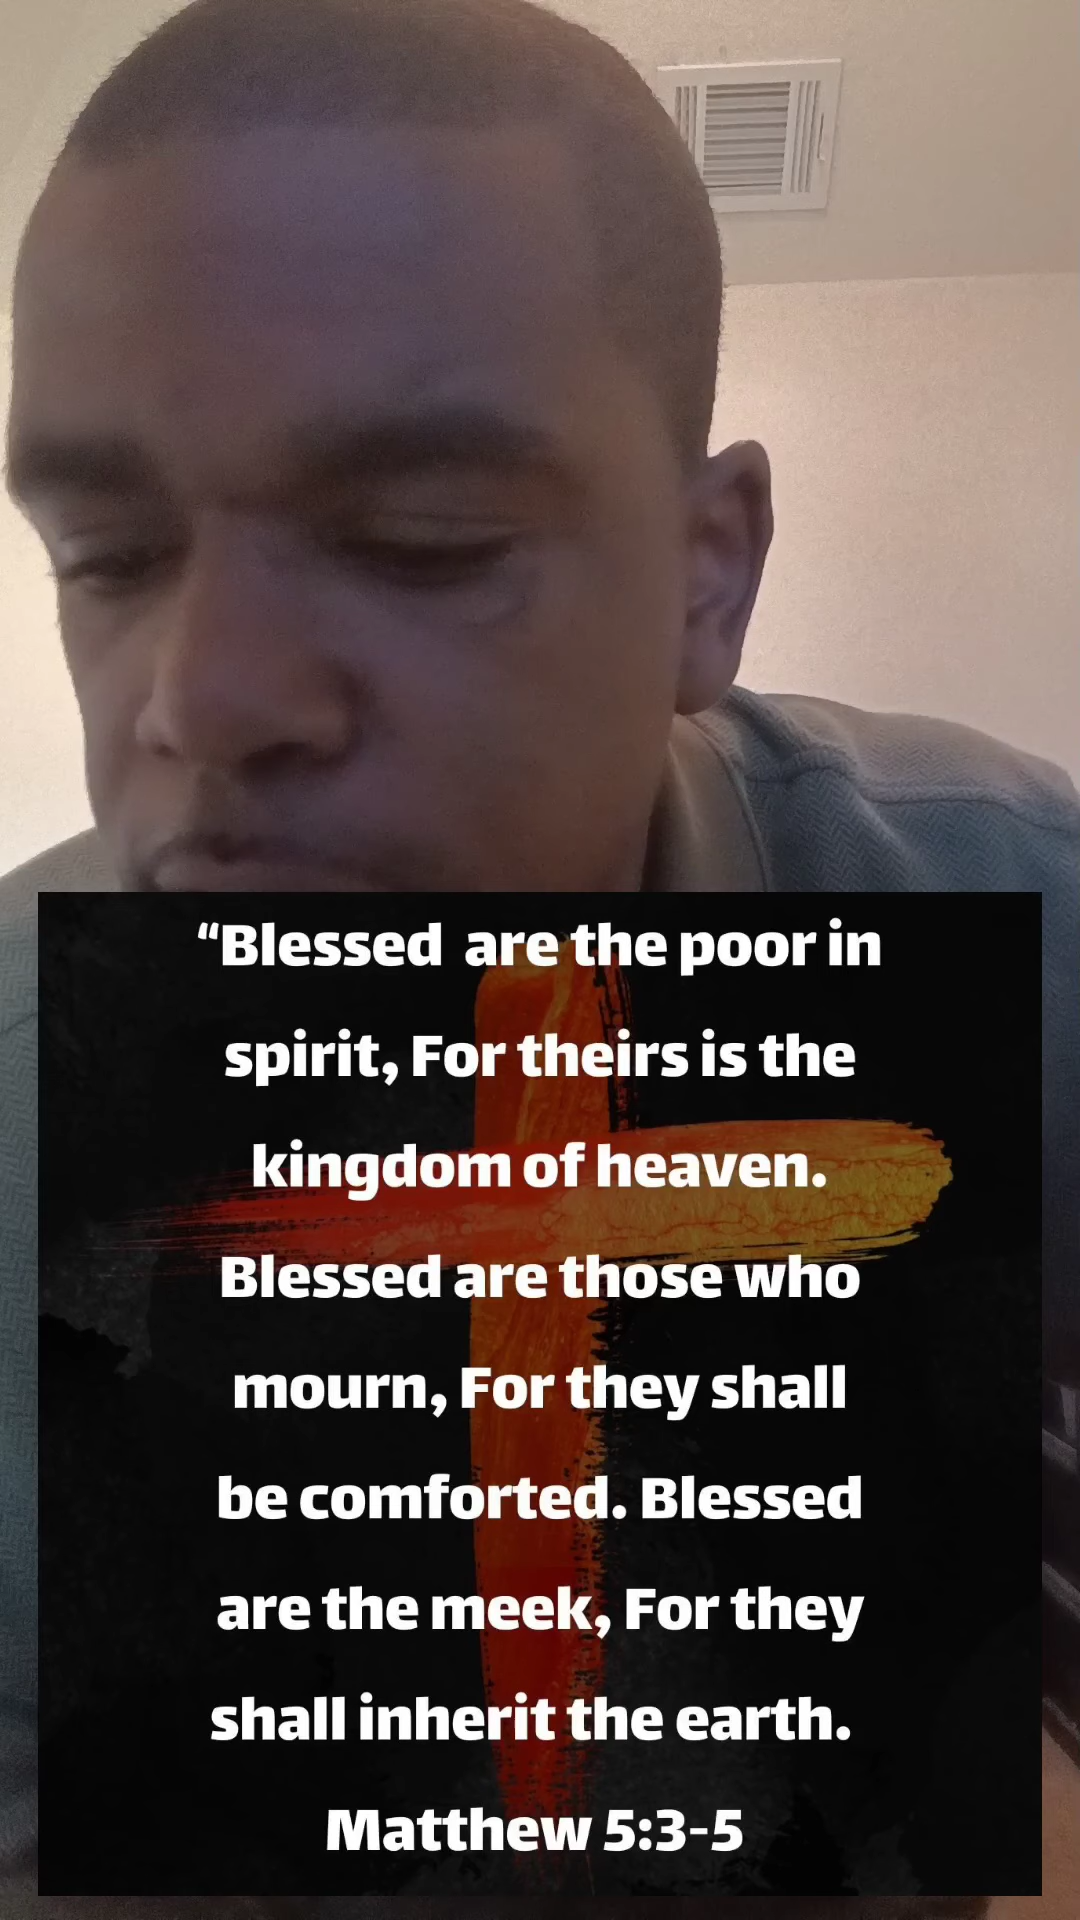 “Blessed  are the poor in
spirit, For theirs is the
kingdom of heaven.
Blessed are those who
mourn, For they shall
be comforted. Blessed
are the meek, For they
shall inherit the earth.
Matthew 5:3-5